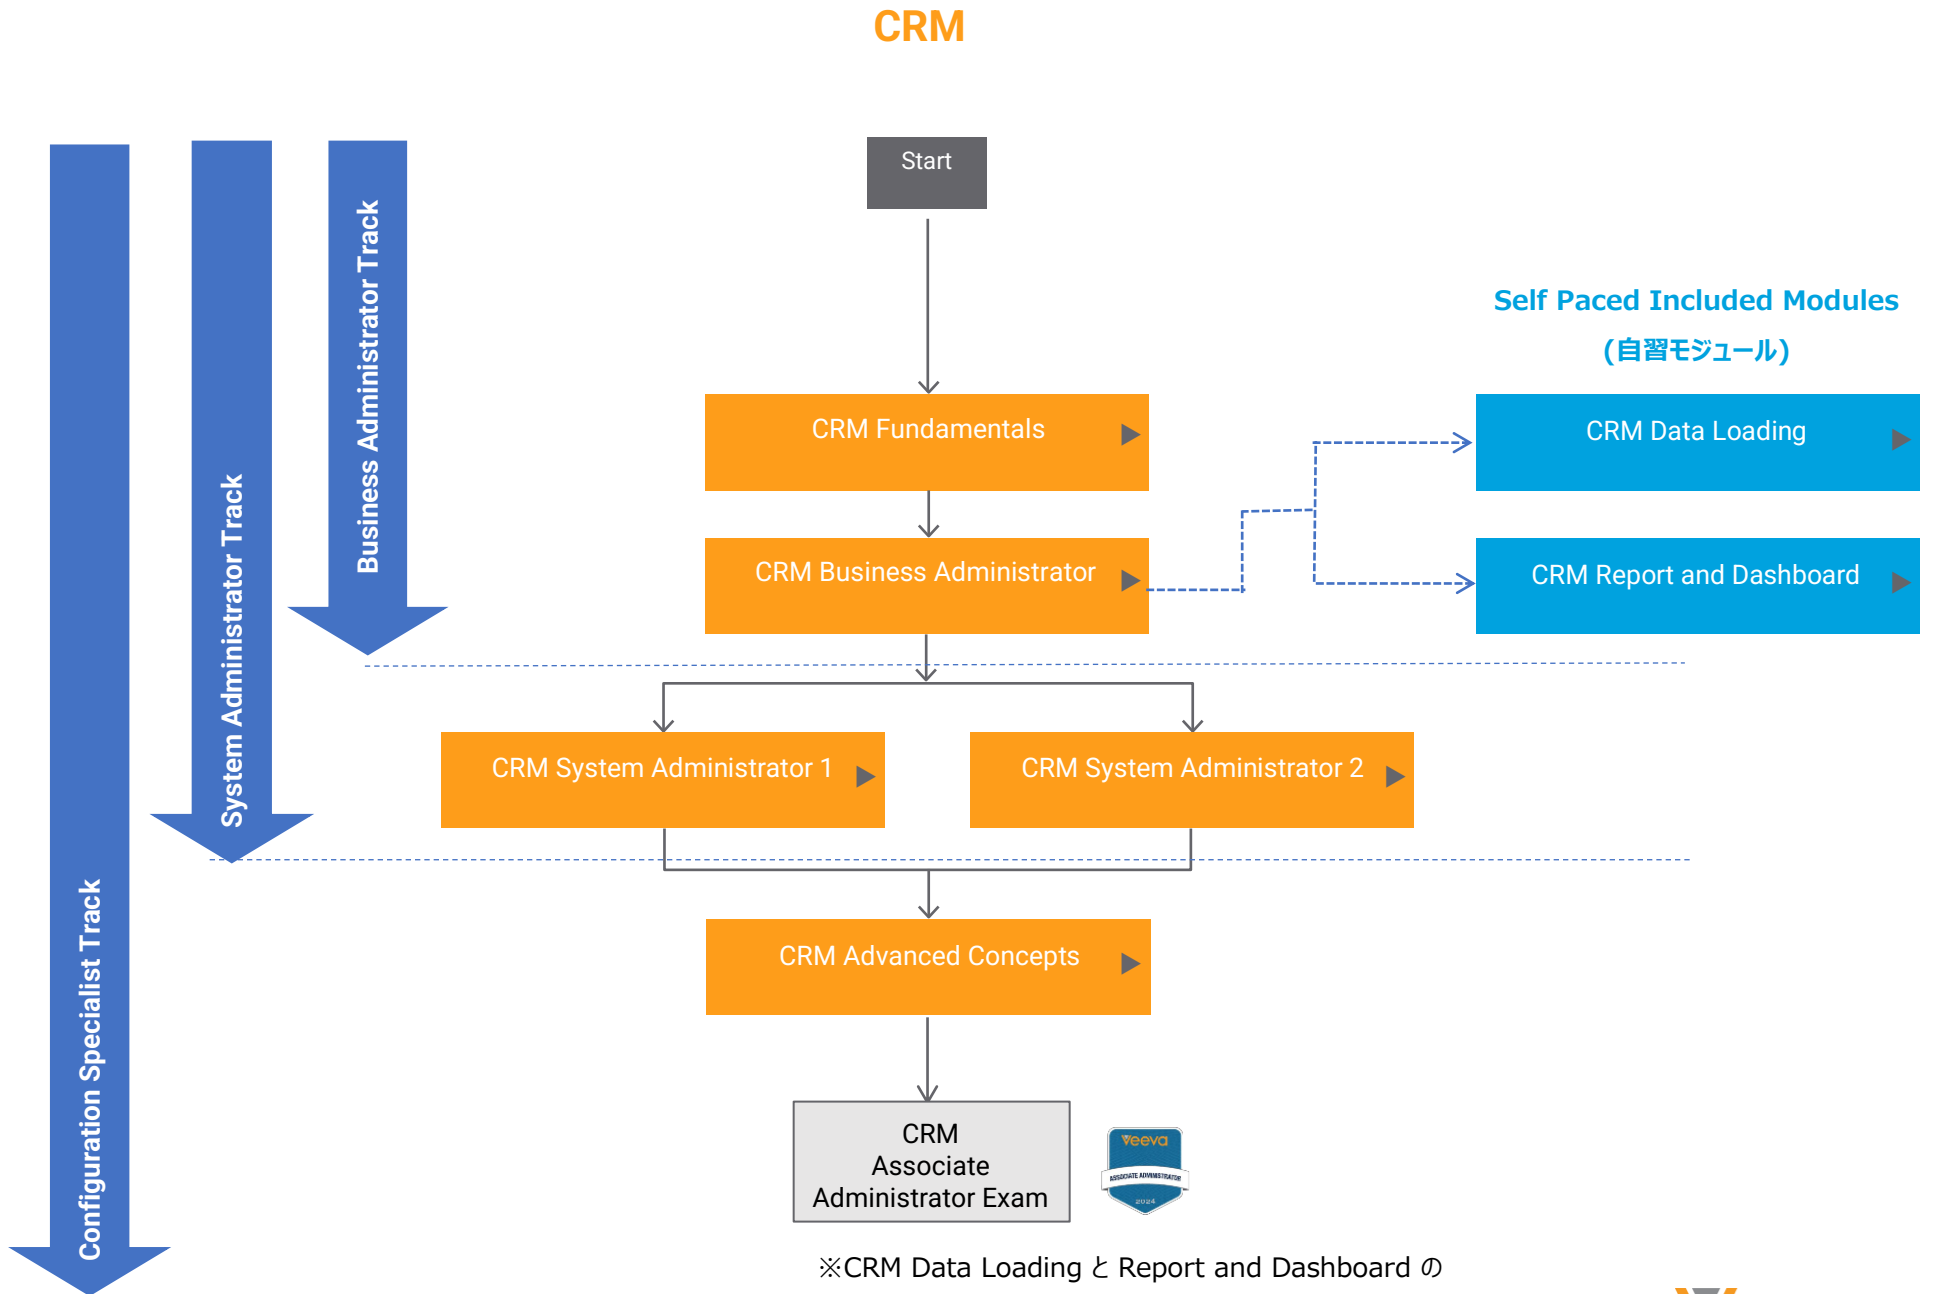 CRM
Start
Business Administrator Track
System Administrator Track
Configuration Specialist Track
Self Paced Included Modules
(自習モジュール)
CRM Fundamentals
CRM Data Loading
CRM Business Administrator
CRM Report and Dashboard
CRM System Administrator 1
CRM System Administrator 2
CRM Advanced Concepts
CRM
Associate
Administrator Exam
Veeva
ASSOCIATE ADMINISTRATOR
2024
※CRM Data Loading と Report and Dashboard の